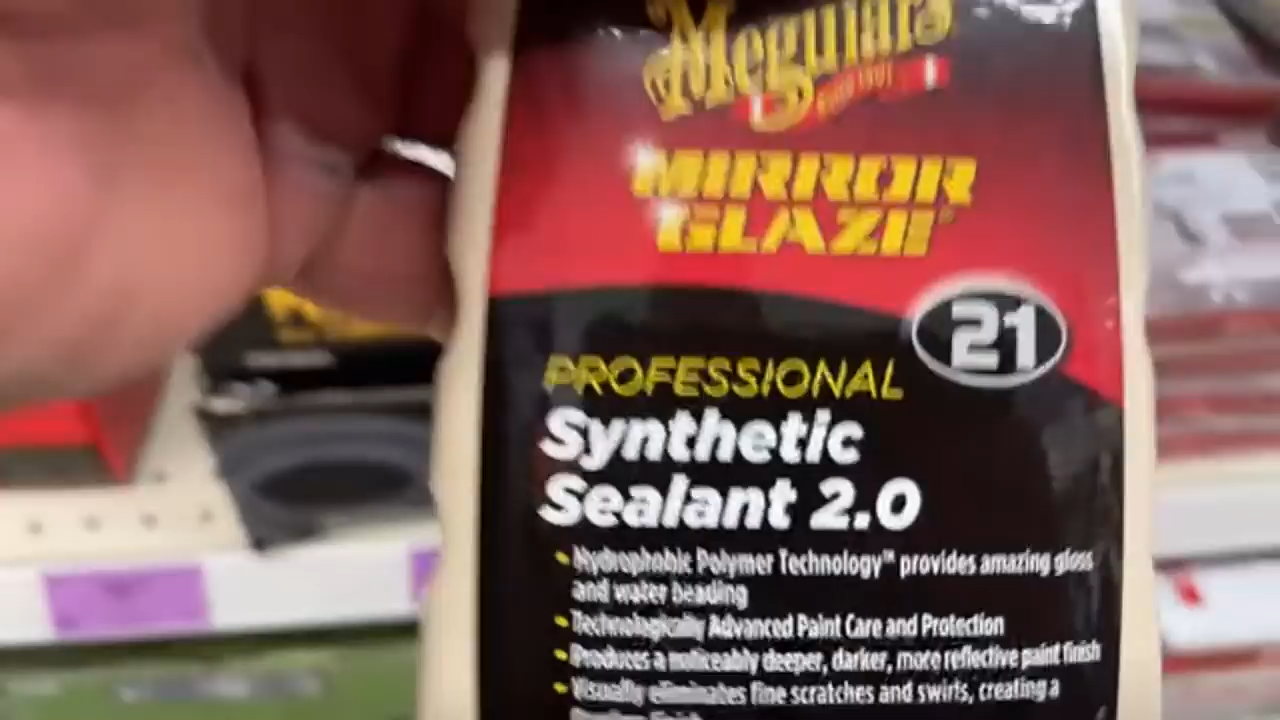 Meguiar's
MIRROR
GLAZE®
21
PROFESSIONAL
Synthetic
Sealant 2.0
Hydrophobic Polymer Technology™ provides amazing gloss
and water beading
Technologically Advanced Paint Care and Protection
Produces a noticeably deeper, darker, more reflective paint finish
Visually eliminates fine scratches and swirls, creating a